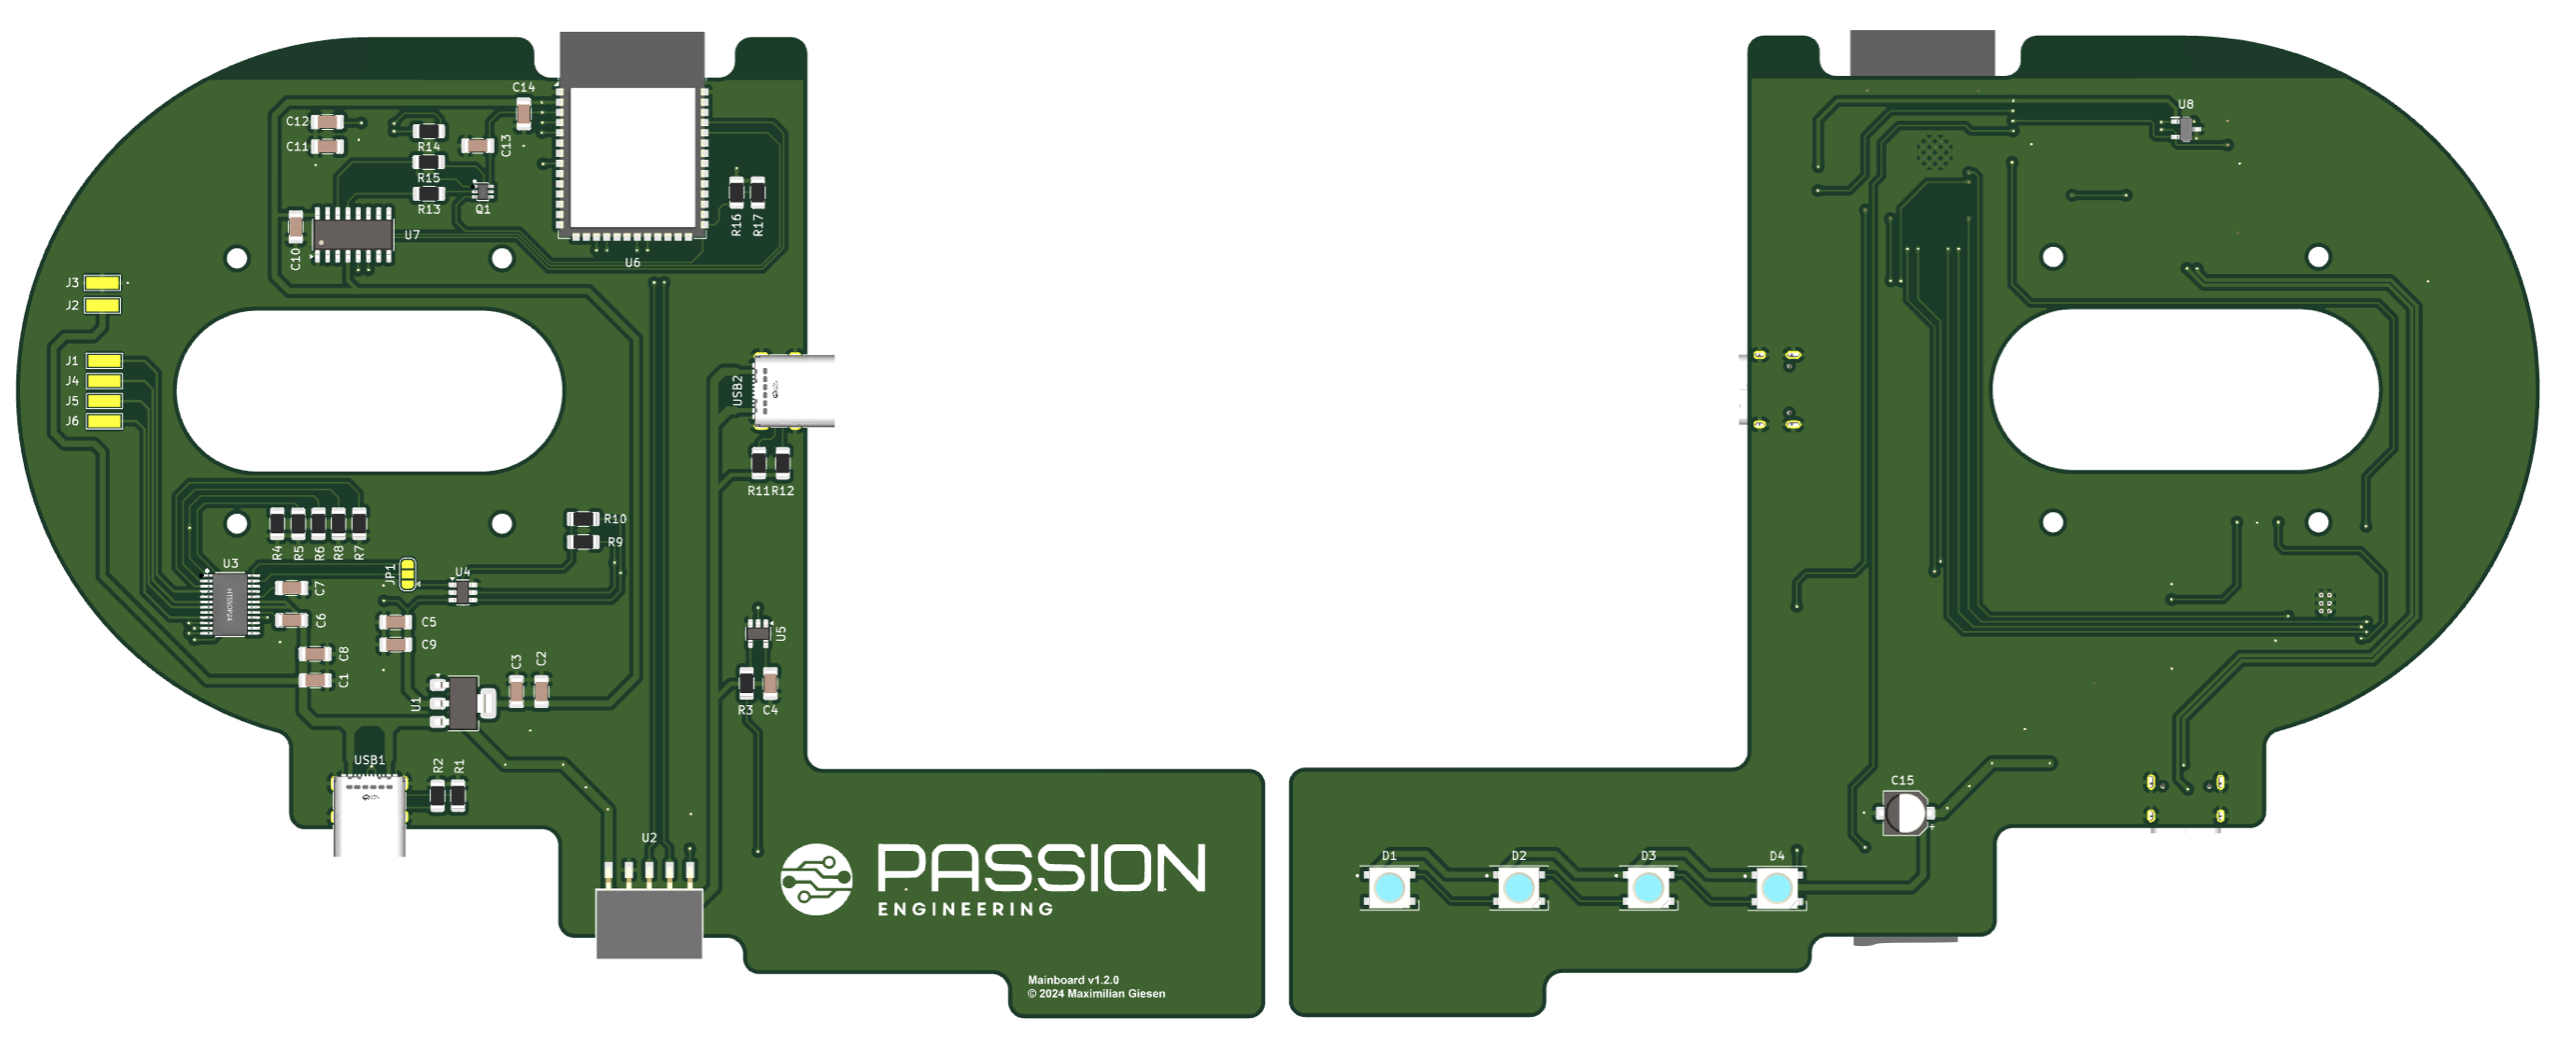 C14
C12
C11
R14
C13
R15
R13
Q1
R16
R17
C10
U7
U6
J3
J2
J1
J4
J5
J6
USB2
R11
R12
R10
R9
R4
R5
R6
R8
R7
U3
HTSSOP24
C7
JP1
U4
C6
C5
C9
U5
C8
C1
C3
C2
U1
R3
C4
USB1
R2
R1
U2
PASSION
ENGINEERING
Mainboard v1.2.0
© 2024 Maximilian Giesen
U8
C15
+
D1
D2
D3
D4